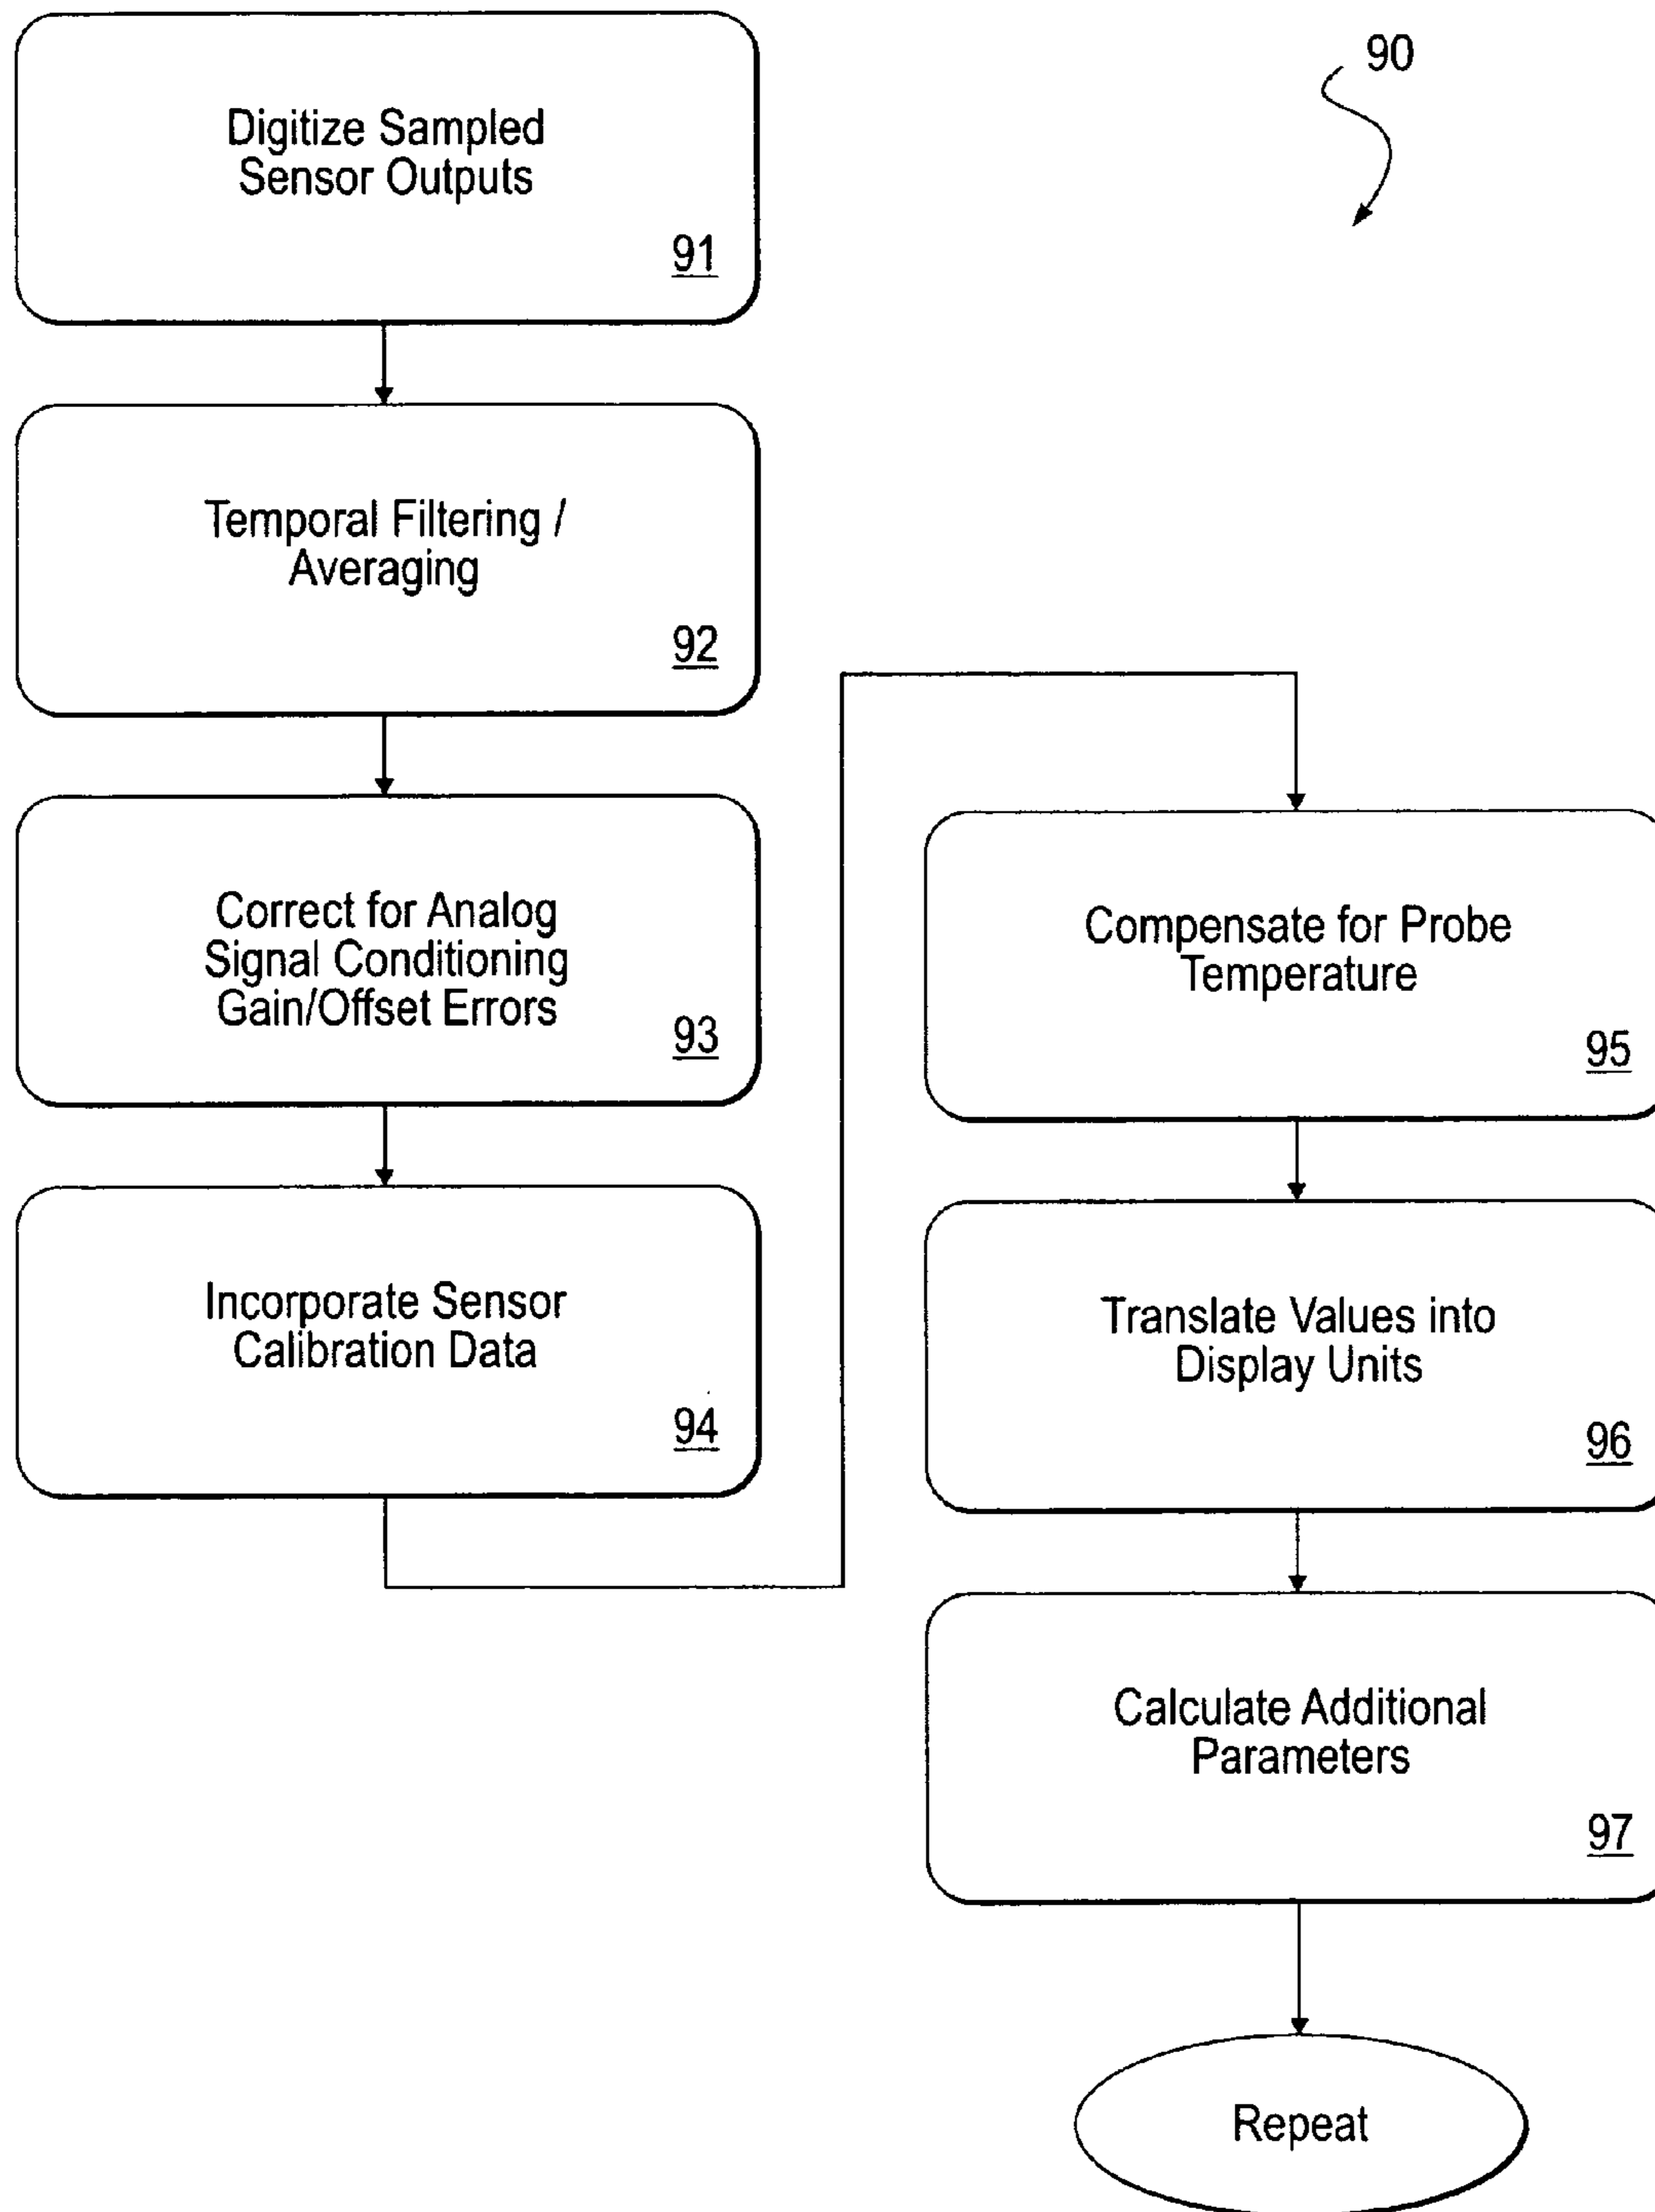 90
Digitize Sampled
Sensor Outputs
91
Temporal Filtering /
Averaging
92
Correct for Analog
Signal Conditioning
Gain/Offset Errors
93
Incorporate Sensor
Calibration Data
94
Compensate for Probe
Temperature
95
Translate Values into
Display Units
96
Calculate Additional
Parameters
97
Repeat